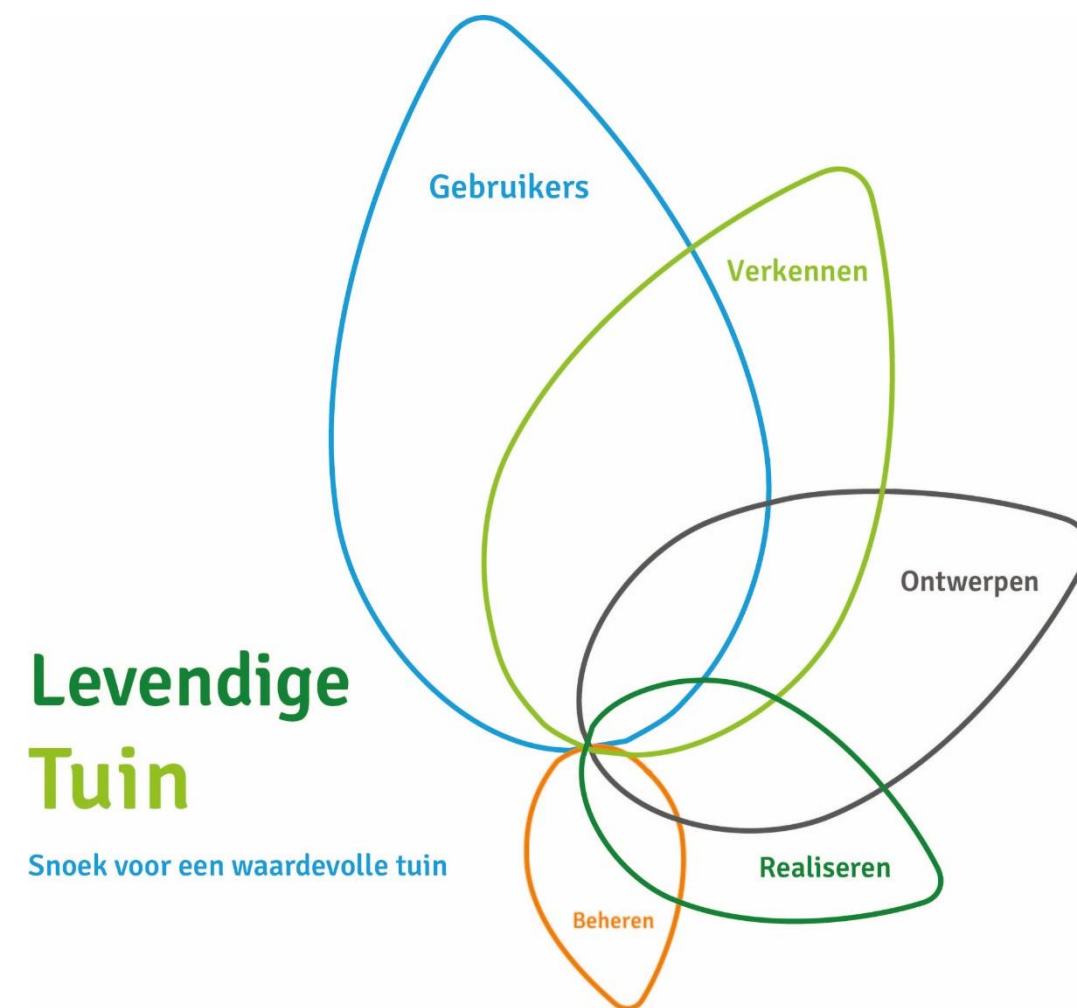 Gebruikers
Verkennen
Ontwerpen
Levendige
Tuin
Snoek voor een waardevolle tuin
Realiseren
Beheren